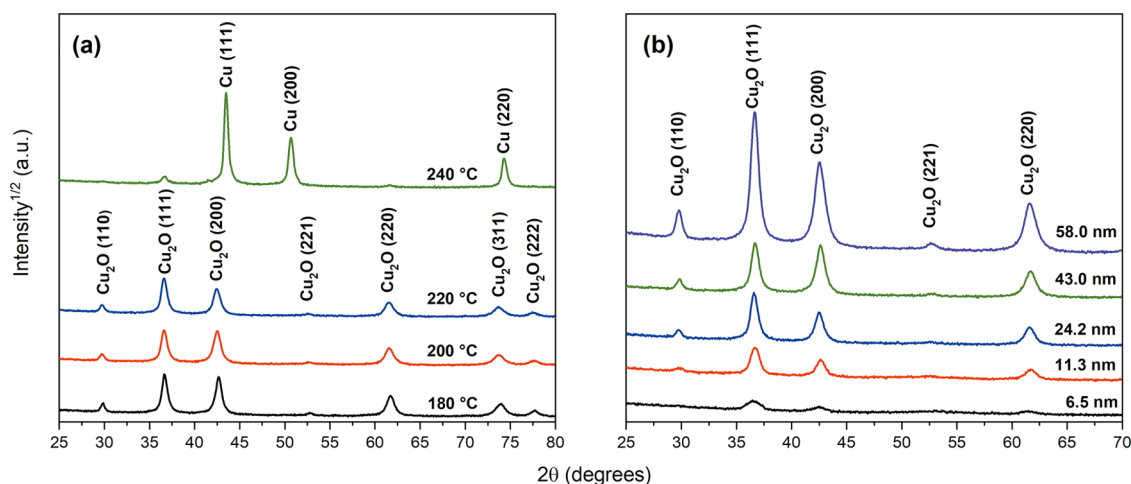 (a)
Cu (111)
Cu (200)
Cu (220)
240 °C
Cu₂O (110)
Cu₂O (111)
Cu₂O (200)
Cu₂O (221)
Cu₂O (220)
Cu₂O (311)
Cu₂O (222)
220 °C
200 °C
180 °C
25 30 35 40 45 50 55 60 65 70 75 80
Intensity¹/² (a.u.)
(b)
Cu₂O (110)
Cu₂O (111)
Cu₂O (200)
Cu₂O (221)
Cu₂O (220)
58.0 nm
43.0 nm
24.2 nm
11.3 nm
6.5 nm
25 30 35 40 45 50 55 60 65 70
2θ (degrees)